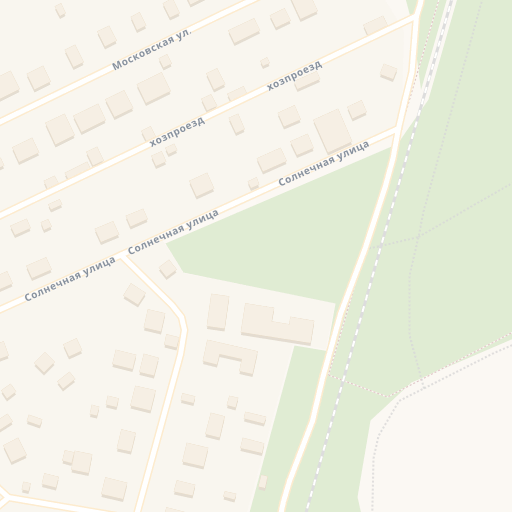 Московская ул.
хозпроезд
хозпроезд
Солнечная улица
Солнечная улица
Солнечная улица